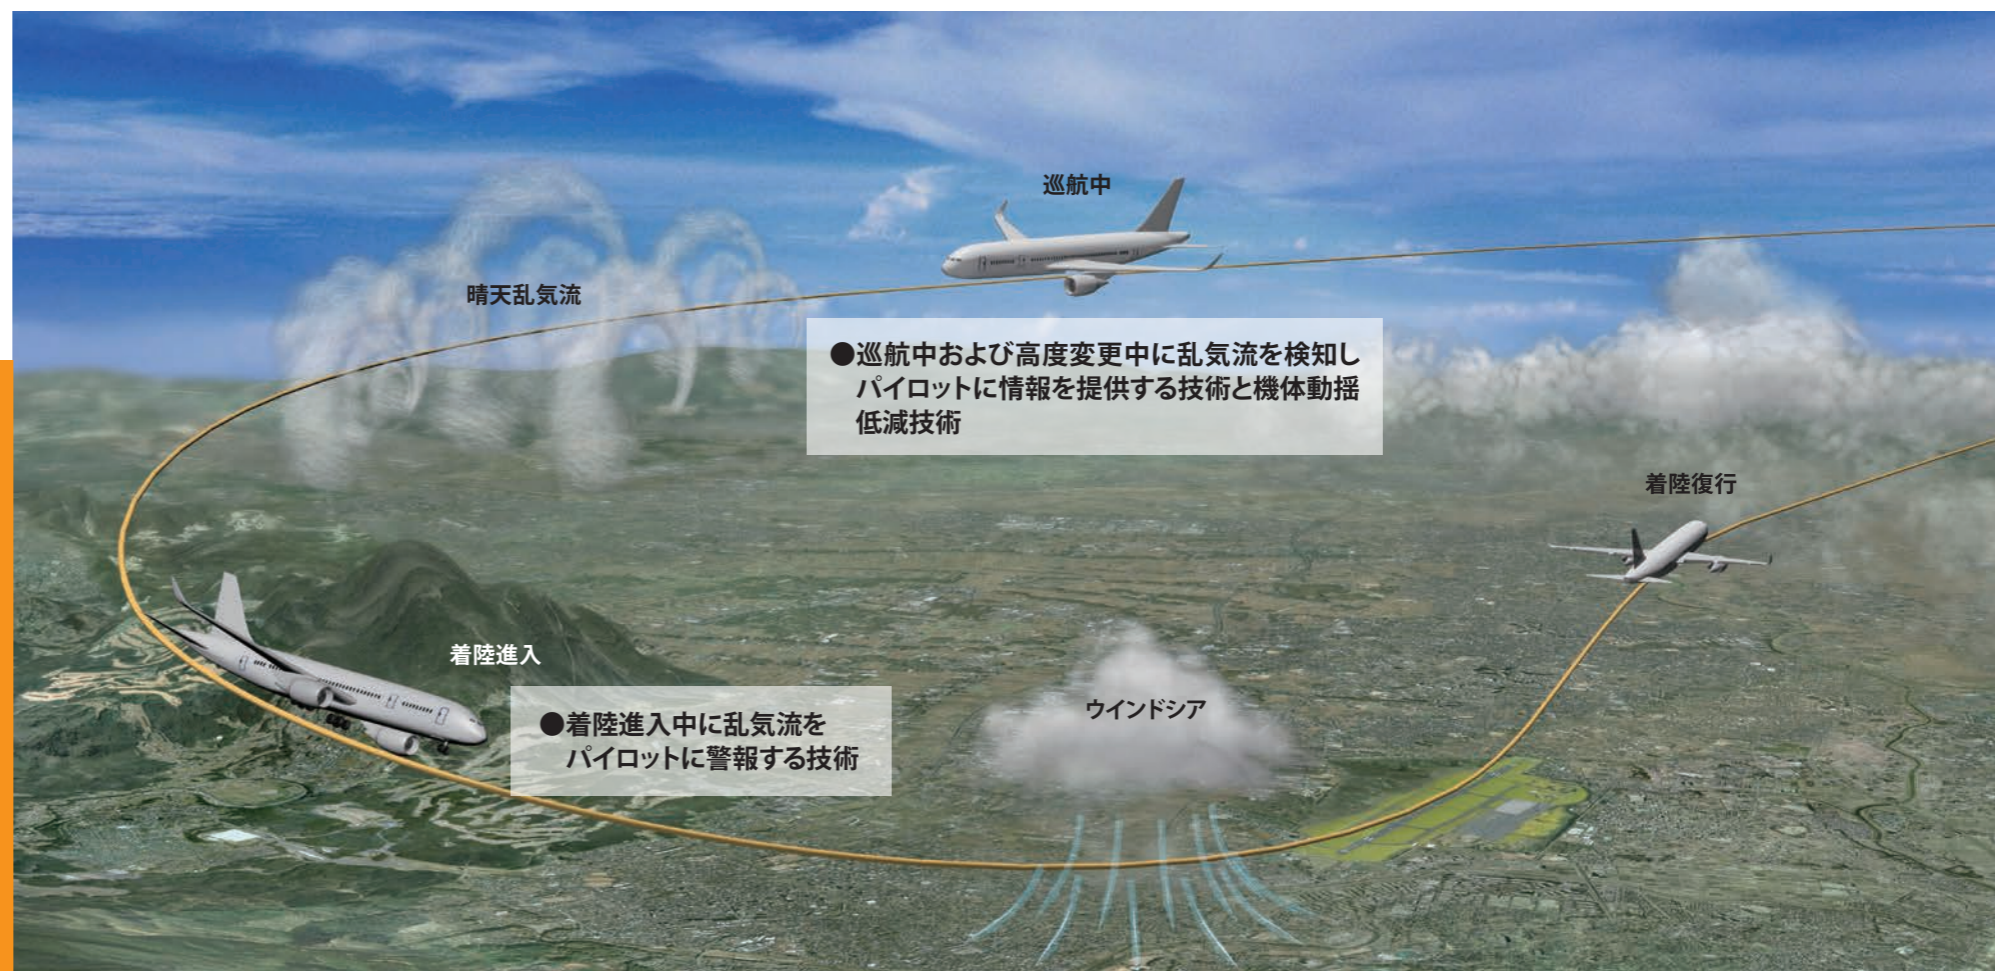 巡航中
晴天乱気流
●巡航中および高度変更中に乱気流を検知し
パイロットに情報を提供する技術と機体動揺
低減技術
着陸復行
着陸進入
●着陸進入中に乱気流を
パイロットに警報する技術
ウインドシア